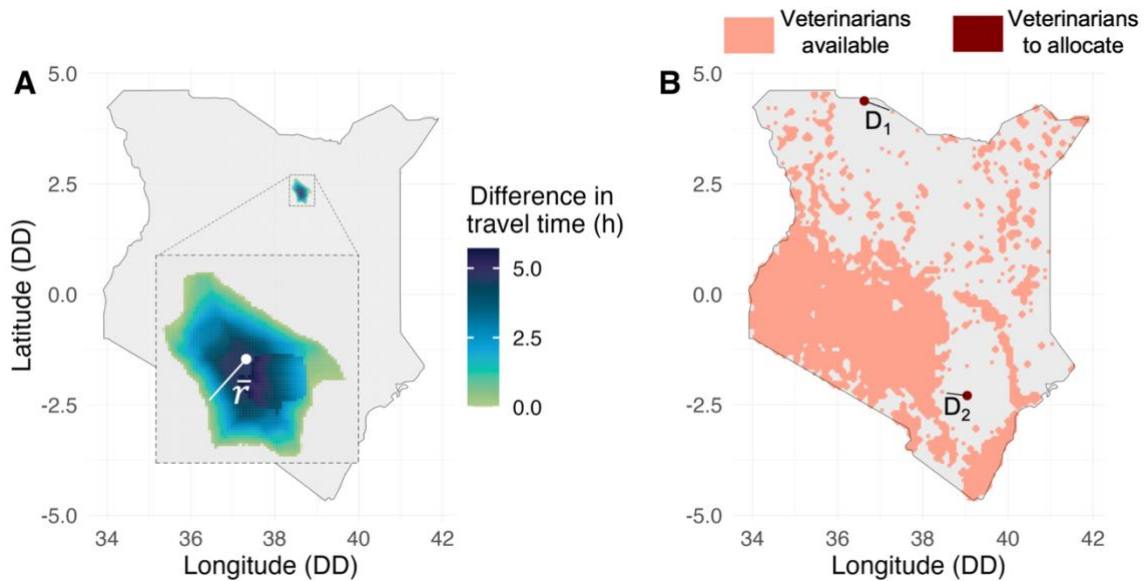 Veterinarians available
Veterinarians to allocate
A
5.0
2.5
0.0
-2.5
-5.0
Latitude (DD)
34
36
38
40
42
Longitude (DD)
r̄
Difference in
travel time (h)
5.0
2.5
0.0
B
5.0
2.5
0.0
-2.5
-5.0
D₁
D₂
34
36
38
40
42
Longitude (DD)